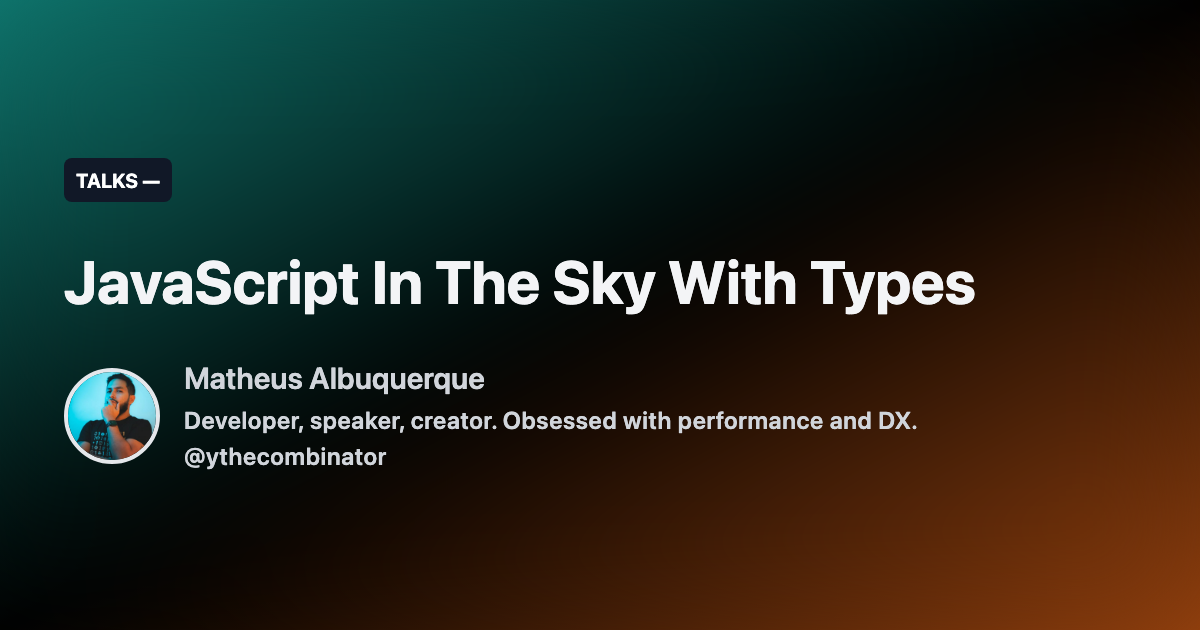 TALKS —
JavaScript In The Sky With Types
Matheus Albuquerque
Developer, speaker, creator. Obsessed with performance and DX.
@ythecombinator